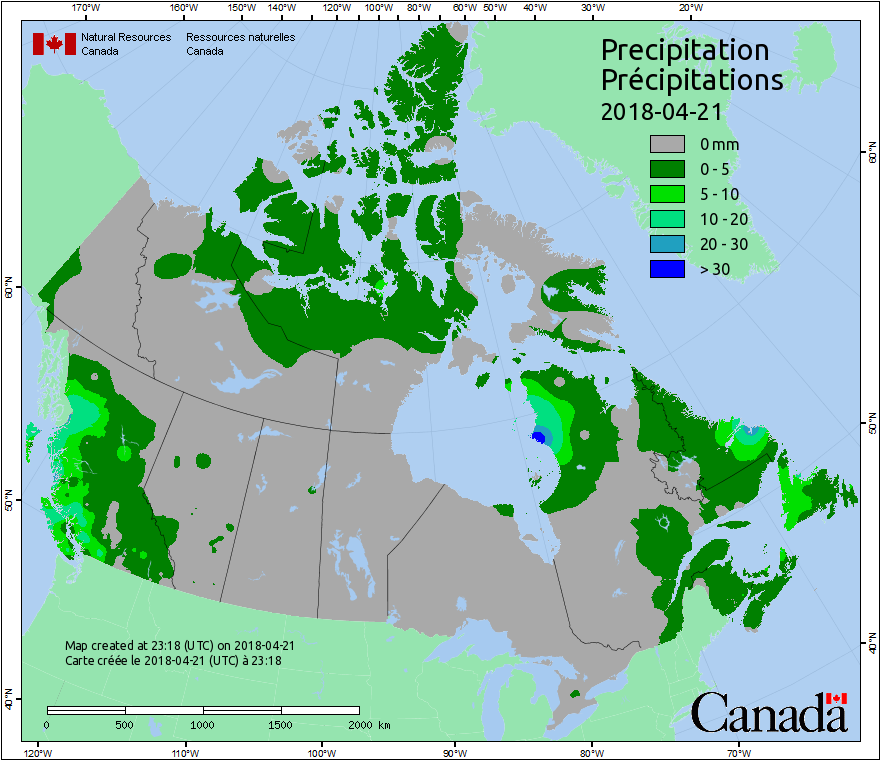 170°W 160°W 150°W 140°W 130°W 120°W 110°W 100°W 90°W 80°W 70°W 60°W 50°W 40°W 30°W 20°W
Natural Resources Canada
Ressources naturelles Canada
Precipitation
Précipitations
2018-04-21
0 mm
0 - 5
5 - 10
10 - 20
20 - 30
> 30
60°N
50°N
40°N
60°N
50°N
40°N
Map created at 23:18 (UTC) on 2018-04-21
Carte créée le 2018-04-21 (UTC) à 23:18
0 500 1000 1500 2000 km
Canada
120°W 110°W 100°W 90°W 80°W 70°W